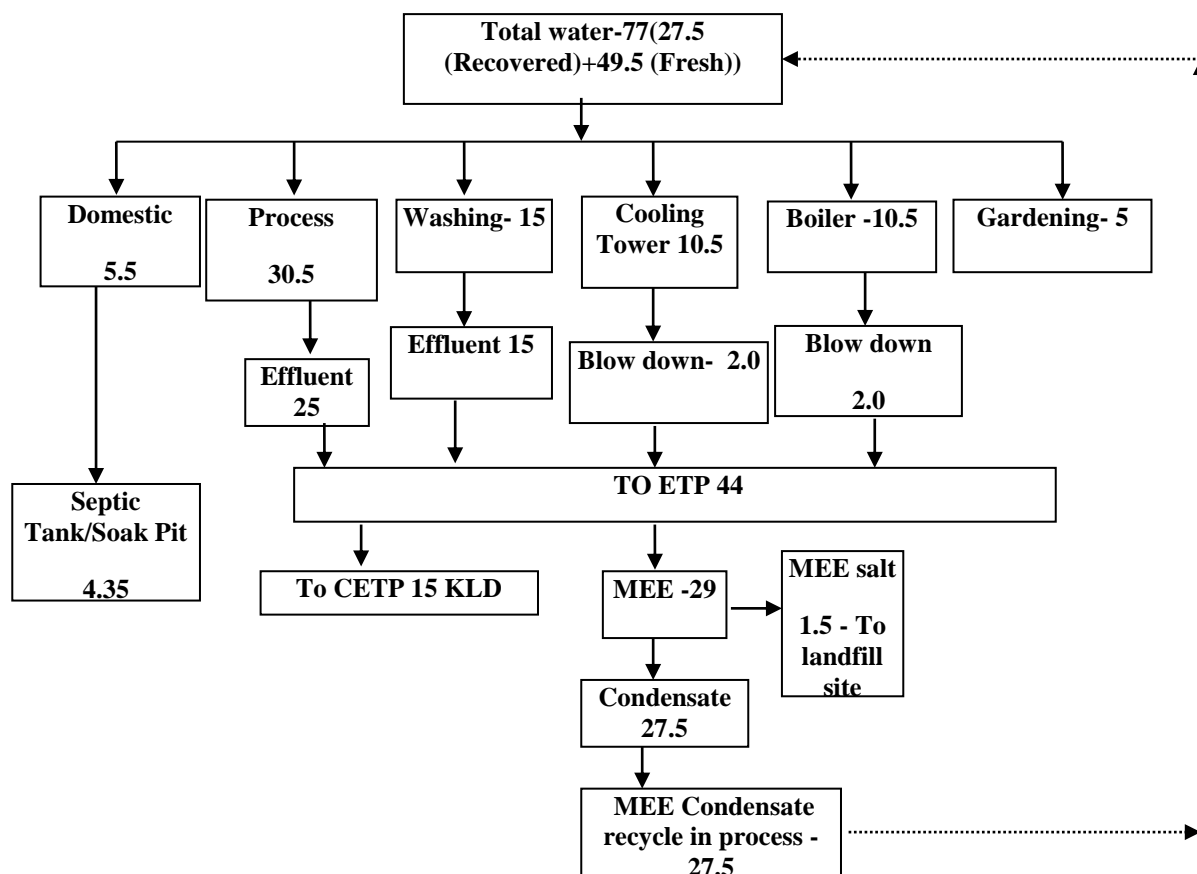 Total water-77(27.5
(Recovered)+49.5 (Fresh))
Domestic
5.5
Process
30.5
Washing- 15
Cooling
Tower 10.5
Boiler -10.5
Gardening- 5
Effluent
25
Effluent 15
Blow down-  2.0
Blow down
2.0
TO ETP 44
Septic
Tank/Soak Pit
4.35
To CETP 15 KLD
MEE -29
MEE salt
1.5 - To
landfill
site
Condensate
27.5
MEE Condensate
recycle in process -
27.5